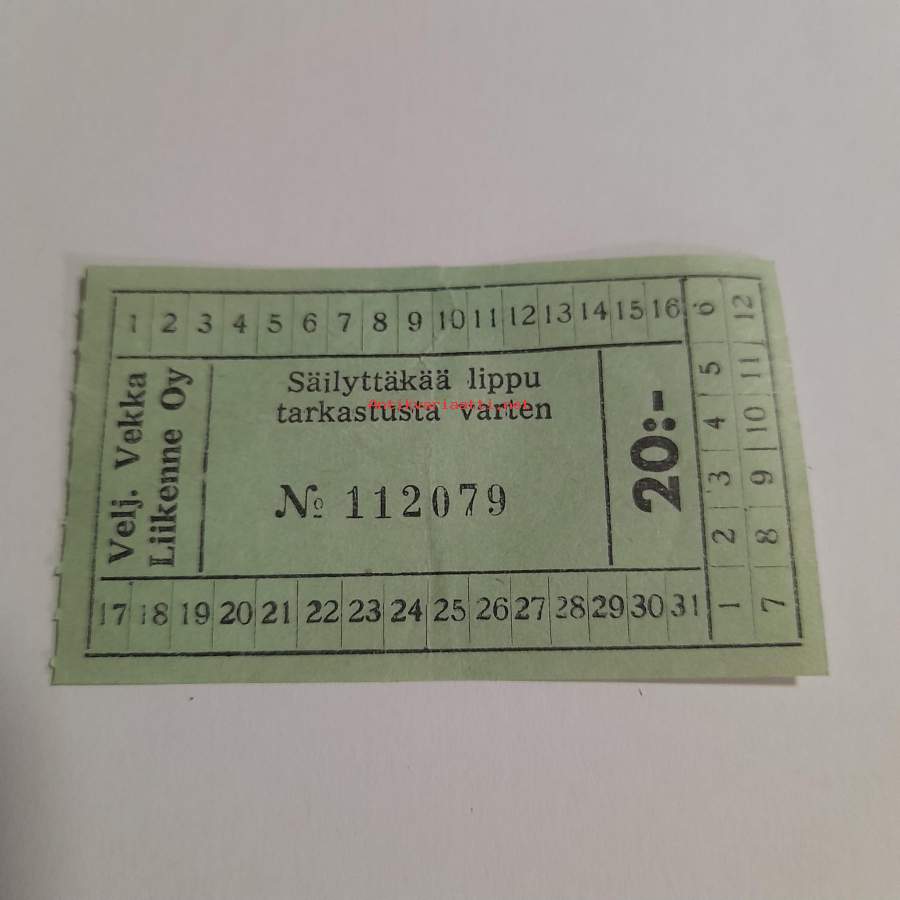 1 2 3 4 5 6 7 8 9 10 11 12 13 14 15 16
Velj. Vekka
Liikenne Oy
Säilyttäkää lippu
tarkastusta varten
Antikvariaatti.net
№ 112079
20:-
6 12
5 11
4 10
3 9
2 8
1 7
17 18 19 20 21 22 23 24 25 26 27 28 29 30 31